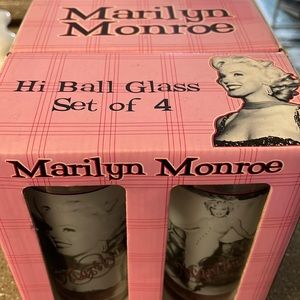 Marilyn
Monroe
Hi Ball Glass
Set of 4
Marilyn Monroe